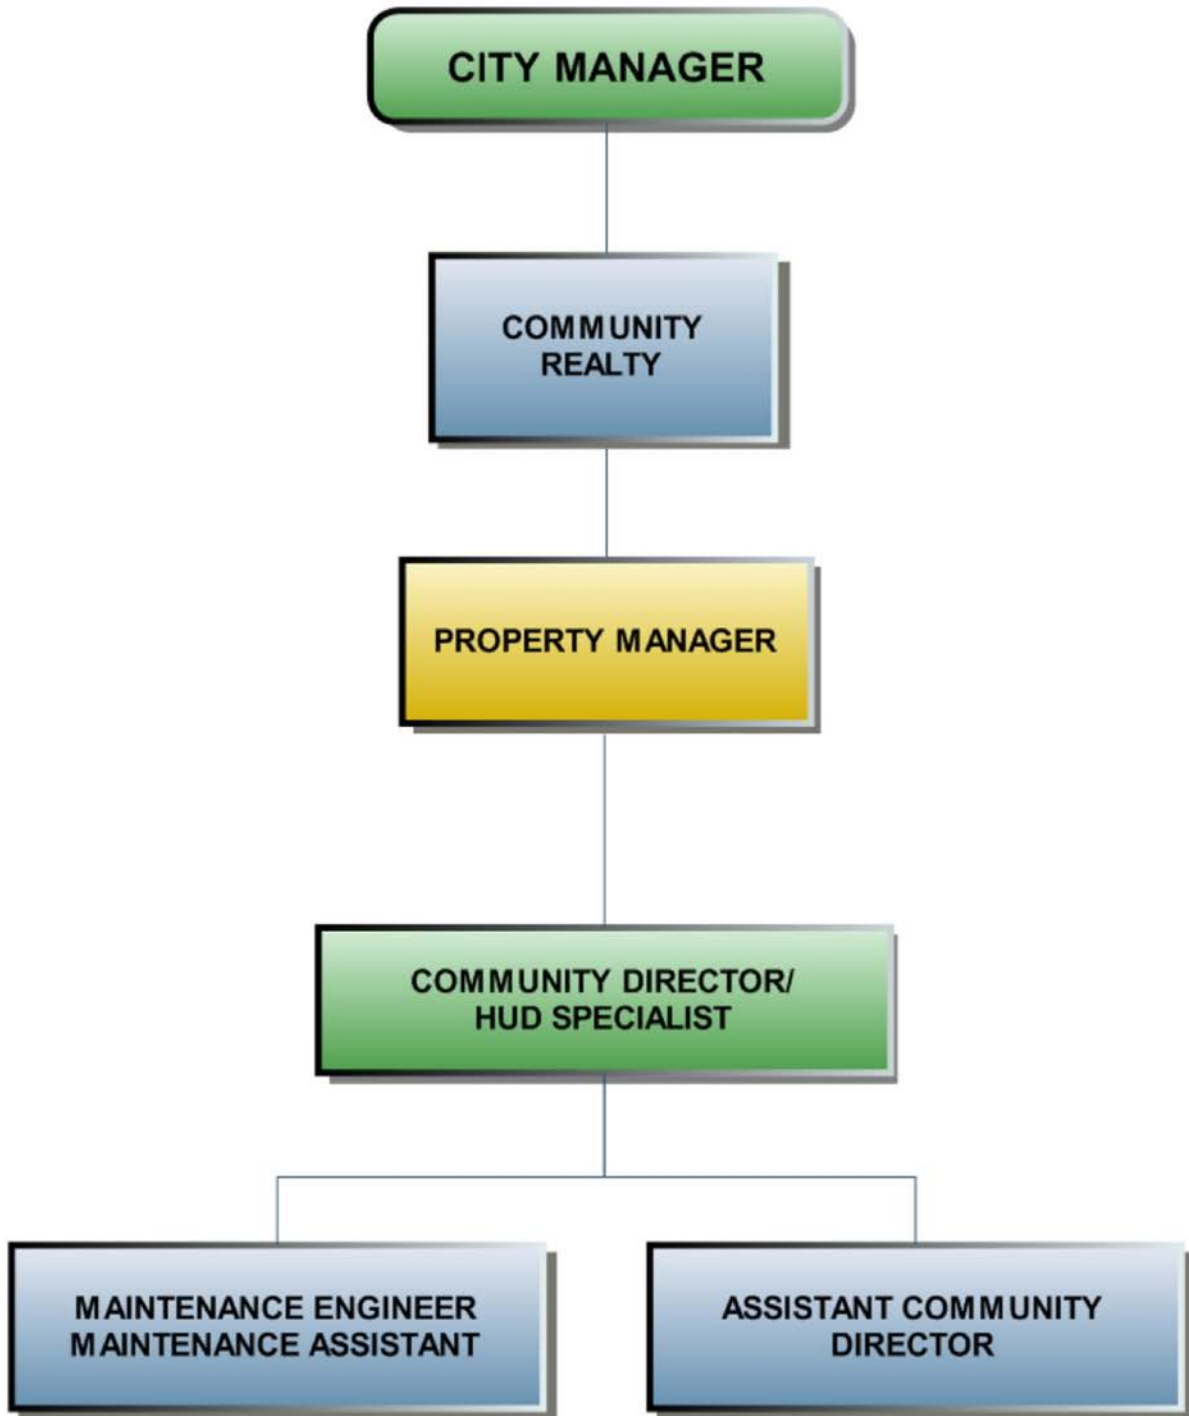 CITY MANAGER
COMMUNITY
REALTY
PROPERTY MANAGER
COMMUNITY DIRECTOR/
HUD SPECIALIST
MAINTENANCE ENGINEER
MAINTENANCE ASSISTANT
ASSISTANT COMMUNITY
DIRECTOR